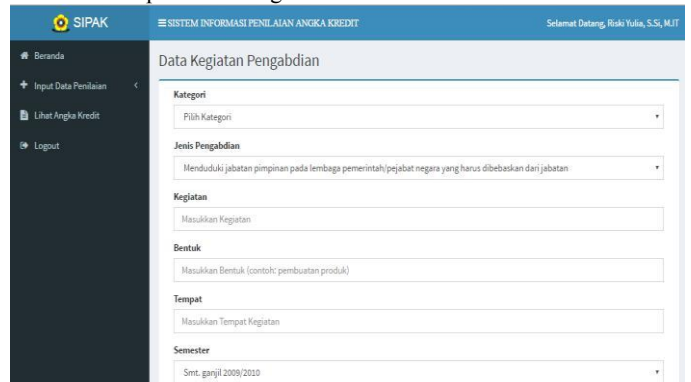 SIPAK
SISTEM INFORMASI PENILAIAN ANGKA KREDIT
Selamat Datang, Riski Yulia, S.Si, M.IT
Beranda
Input Data Penilaian
Lihat Angka Kredit
Logout
Data Kegiatan Pengabdian
Kategori
Pilih Kategori
Jenis Pengabdian
Menduduki jabatan pimpinan pada lembaga pemerintah/pejabat negara yang harus dibebaskan dari jabatan
Kegiatan
Masukkan Kegiatan
Bentuk
Masukkan Bentuk (contoh: pembuatan produk)
Tempat
Masukkan Tempat Kegiatan
Semester
Smt. ganjil 2009/2010